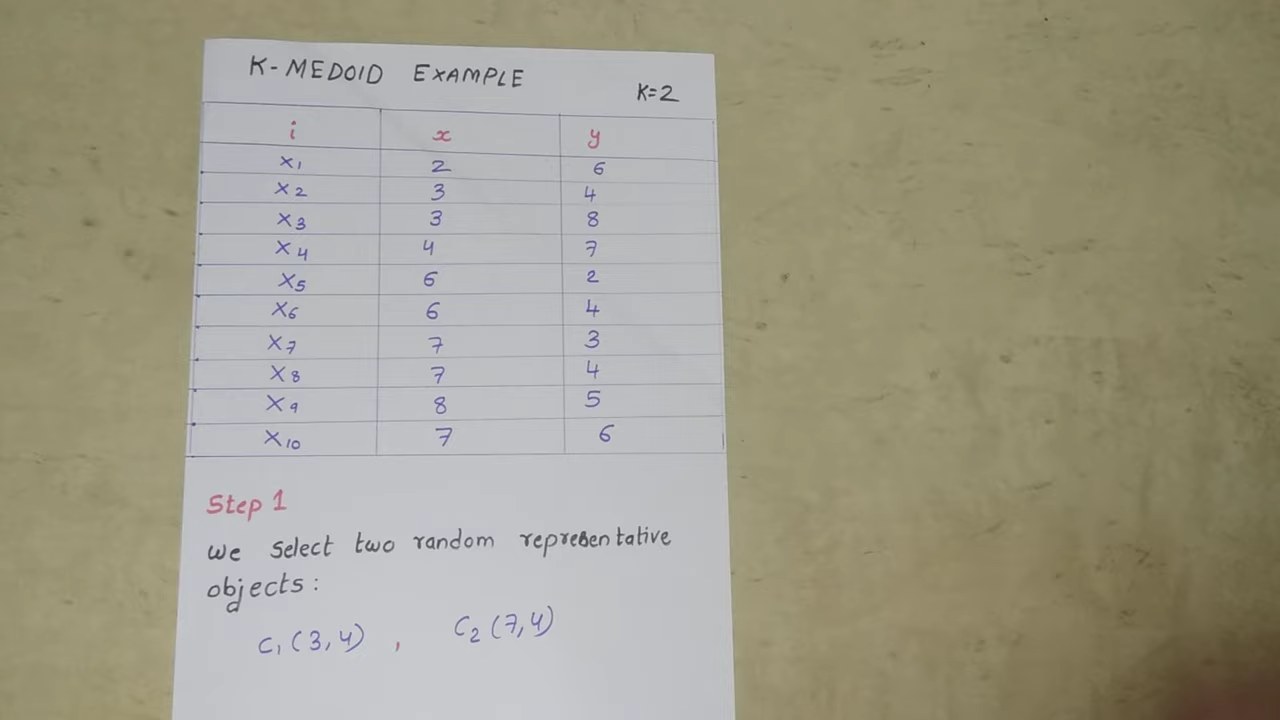 K-MEDOID EXAMPLE
K=2
i x y
X1 2 6
X2 3 4
X3 3 8
X4 4 7
X5 6 2
X6 6 4
X7 7 3
X8 7 4
X9 8 5
X10 7 6
Step 1
We select two random representative
objects:
C1(3,4) , C2(7,4)